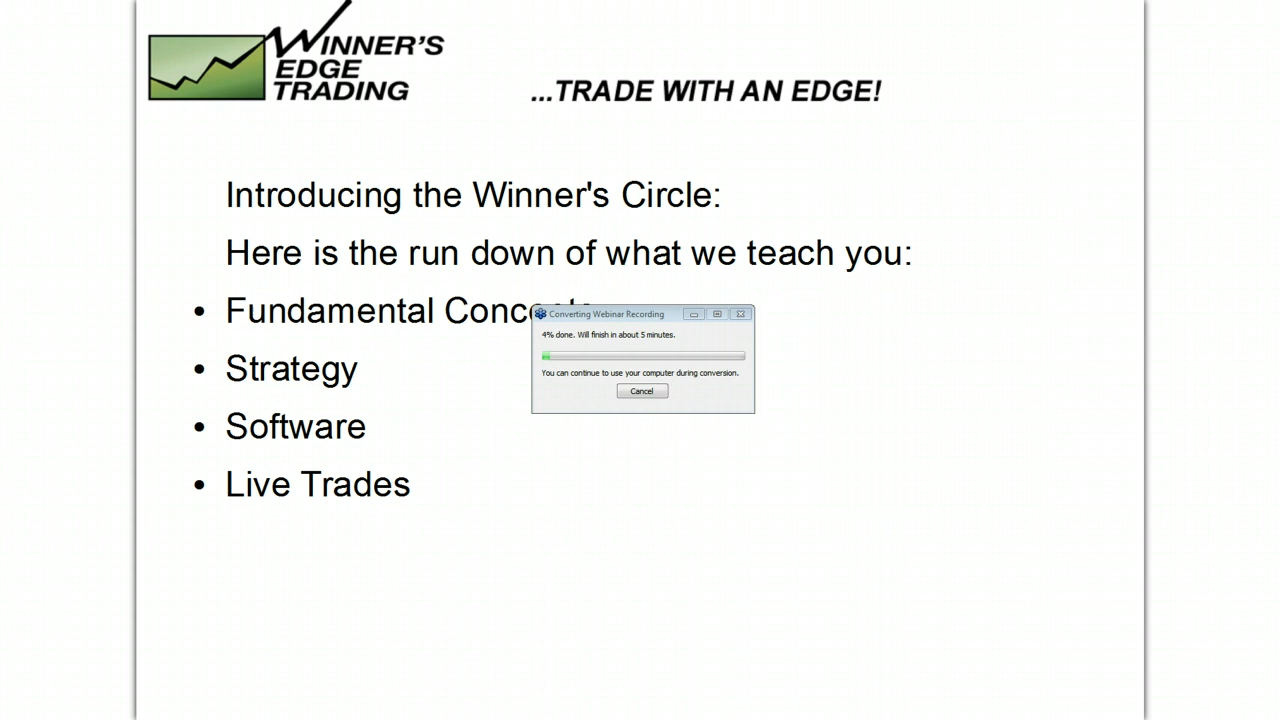 WINNER'S
EDGE
TRADING
...TRADE WITH AN EDGE!
Introducing the Winner's Circle:
Here is the run down of what we teach you:
• Fundamental
Converting Webinar Recording
4% done. Will finish in about 5 minutes.
• Strategy
You can continue to use your computer during conversion.
Cancel
• Software
• Live Trades